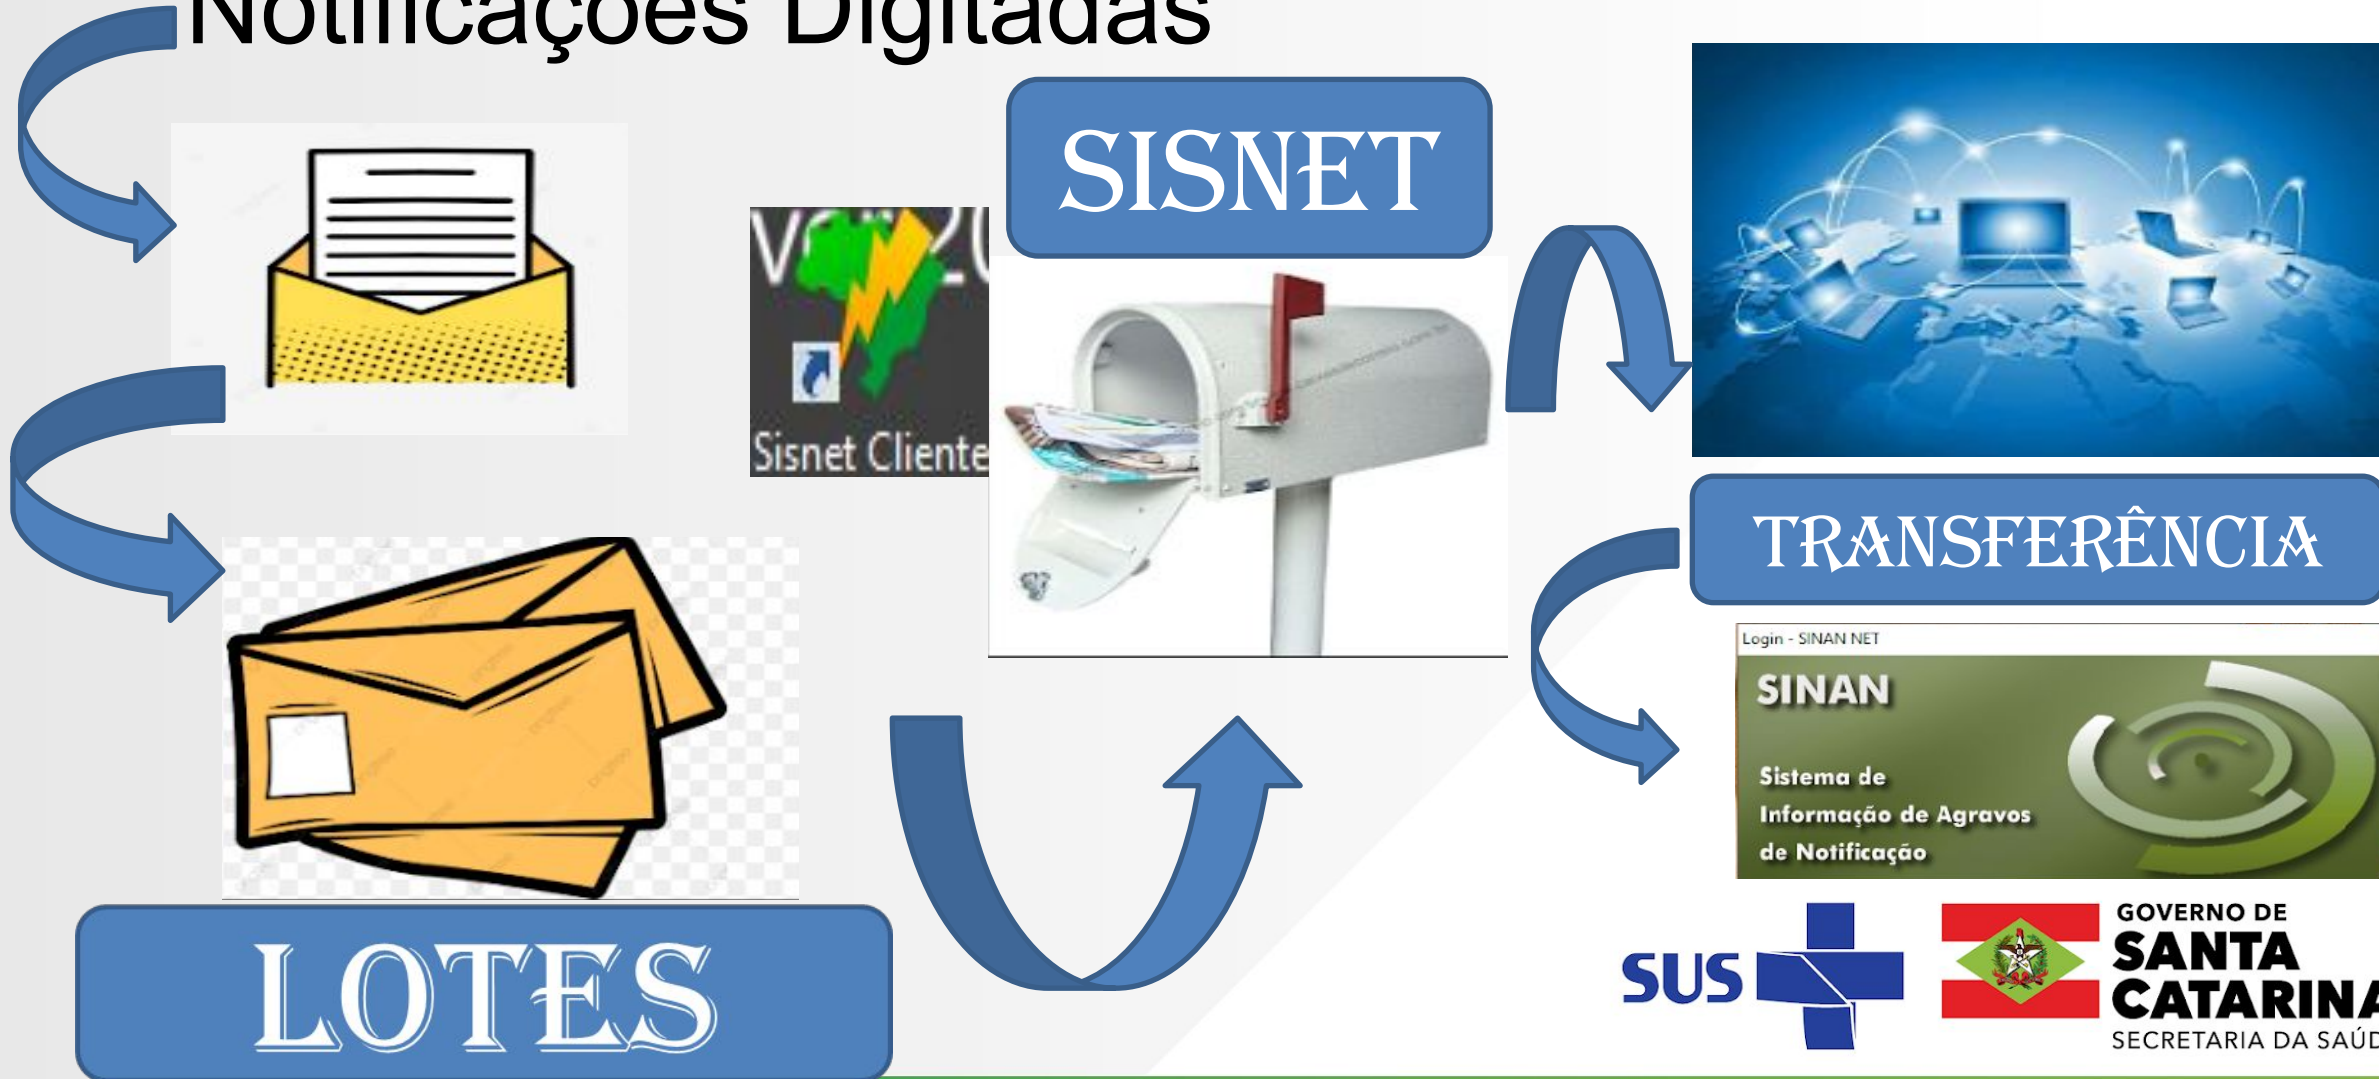 Notificações Digitadas
SISNET
Sisnet Cliente
TRANSFERÊNCIA
Login - SINAN NET
SINAN
Sistema de
Informação de Agravos
de Notificação
LOTES
SUS
GOVERNO DE
SANTA
CATARINA
SECRETARIA DA SAÚD